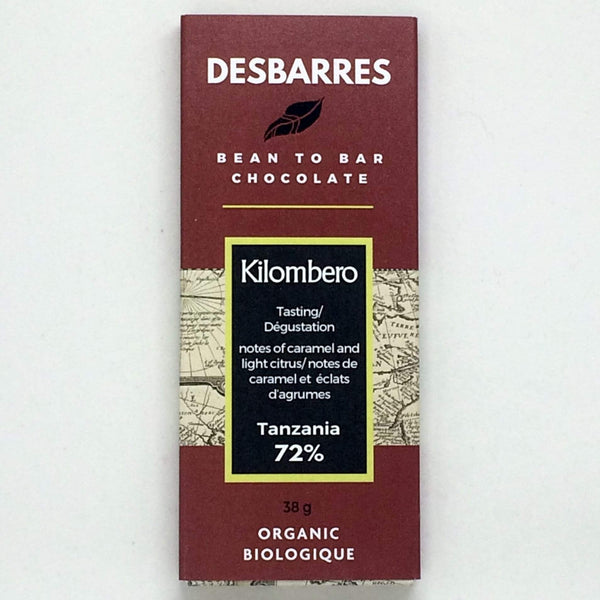 DESBARRES
BEAN TO BAR
CHOCOLATE
Kilombero
Tasting/
Dégustation
notes of caramel and
light citrus/notes de
caramel et éclats
d'agrumes
Tanzania
72%
38 g
ORGANIC
BIOLOGIQUE